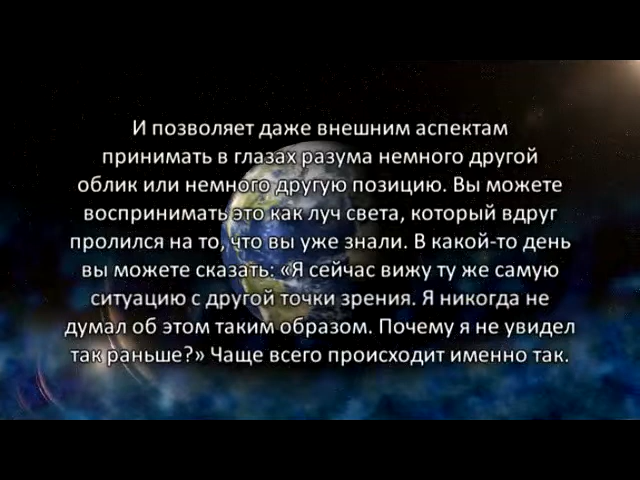 И позволяет даже внешним аспектам
принимать в глазах разума немного другой
облик или немного другую позицию. Вы можете
воспринимать это как луч света, который вдруг
пролился на то, что вы уже знали. В какой-то день
вы можете сказать: «Я сейчас вижу ту же самую
ситуацию с другой точки зрения. Я никогда не
думал об этом таким образом. Почему я не увидел
так раньше?» Чаще всего происходит именно так.